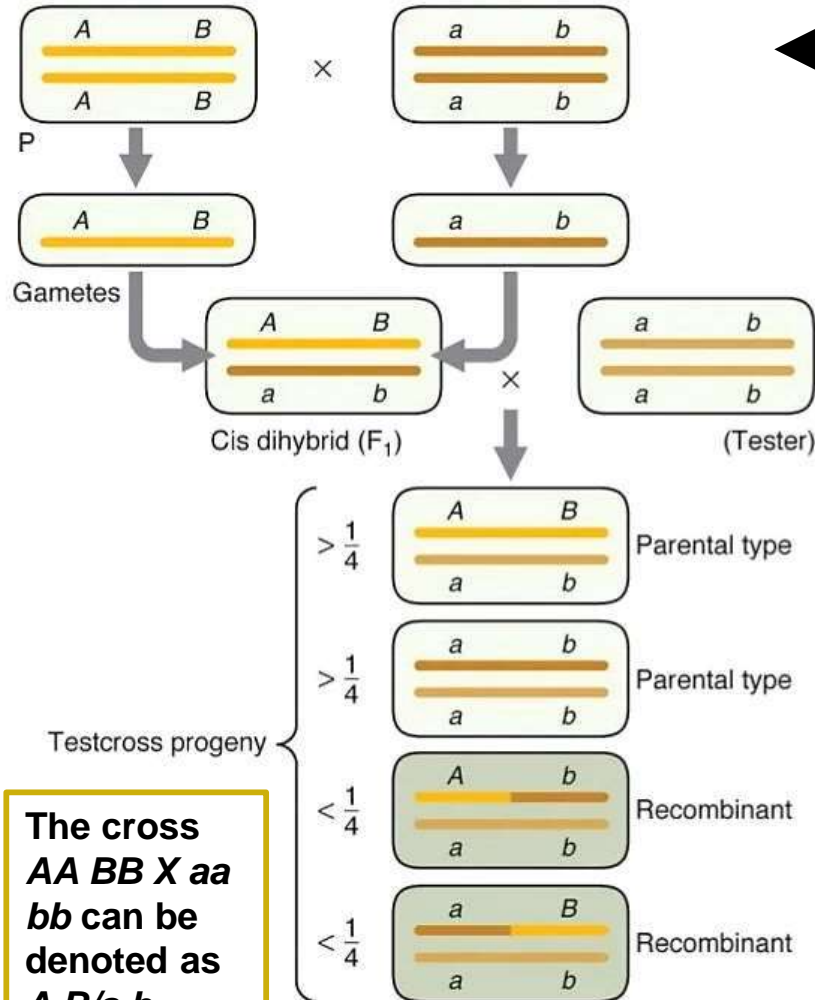 A B
A B
×
a b
a b
P
A B
a b
Gametes
A B
a b
×
a b
a b
Cis dihybrid (F₁)
(Tester)
Testcross progeny
> 1/4
A B
a b
Parental type
> 1/4
a b
a b
Parental type
< 1/4
A b
a b
Recombinant
< 1/4
a B
a b
Recombinant
The cross
AA BB X aa
bb can be
denoted as
A B/a b